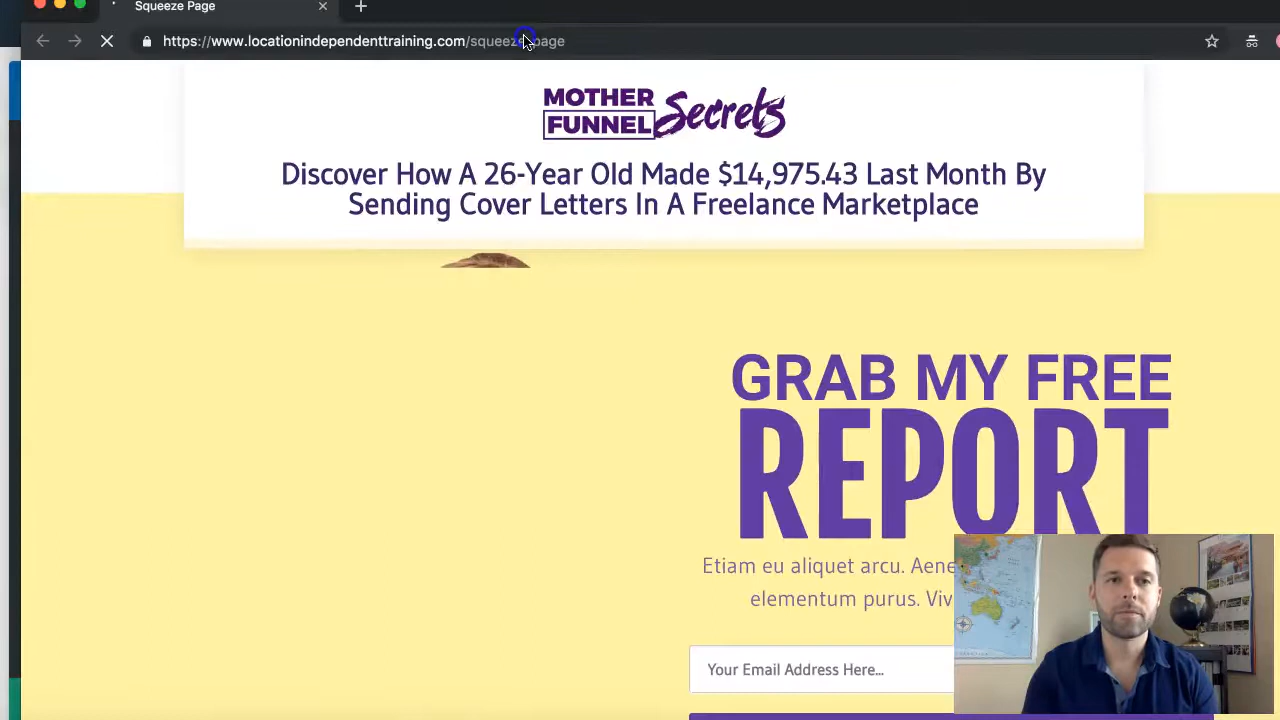 Squeeze Page
https://www.locationindependenttraining.com/squeeze-page
MOTHER
FUNNEL Secrets
Discover How A 26-Year Old Made $14,975.43 Last Month By
Sending Cover Letters In A Freelance Marketplace
GRAB MY FREE
REPORT
Etiam eu aliquet arcu. Aene
elementum purus. Viv
Your Email Address Here...